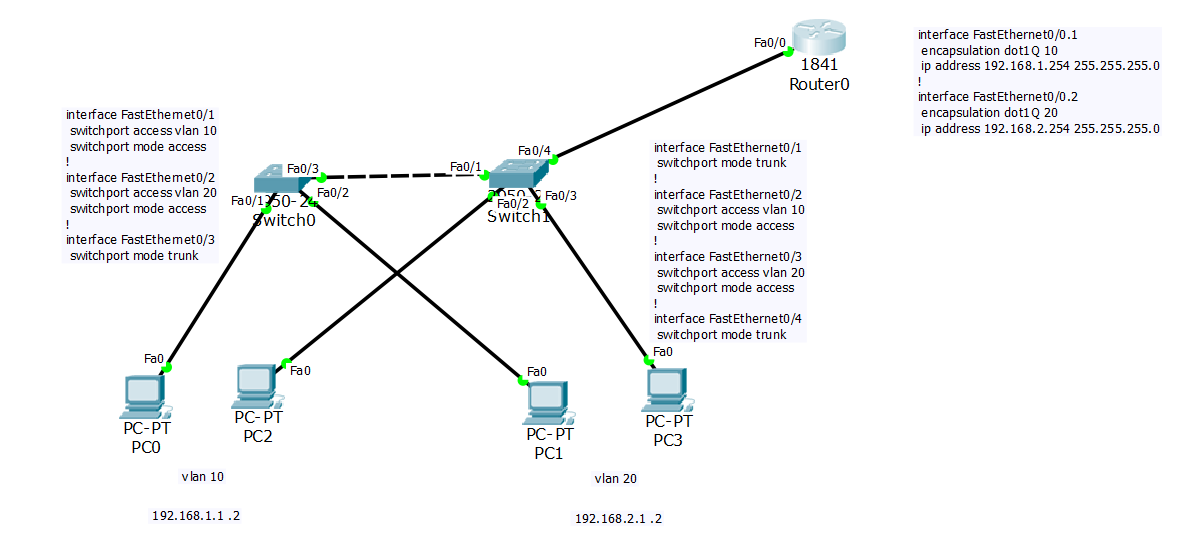 Fa0/0
1841
Router0
interface FastEthernet0/0.1
encapsulation dot1Q 10
ip address 192.168.1.254 255.255.255.0
!
interface FastEthernet0/0.2
encapsulation dot1Q 20
ip address 192.168.2.254 255.255.255.0
interface FastEthernet0/1
switchport access vlan 10
switchport mode access
!
interface FastEthernet0/2
switchport access vlan 20
switchport mode access
!
interface FastEthernet0/3
switchport mode trunk
Fa0/3
Fa0/2
Fa0/1
Switch0
Fa0/1
Fa0/4
Fa0/3
Fa0/2
Switch1
interface FastEthernet0/1
switchport mode trunk
!
interface FastEthernet0/2
switchport access vlan 10
switchport mode access
!
interface FastEthernet0/3
switchport access vlan 20
switchport mode access
!
interface FastEthernet0/4
switchport mode trunk
Fa0
PC-PT
PC0
Fa0
PC-PT
PC2
Fa0
PC-PT
PC1
Fa0
PC-PT
PC3
vlan 10
192.168.1.1 .2
vlan 20
192.168.2.1 .2